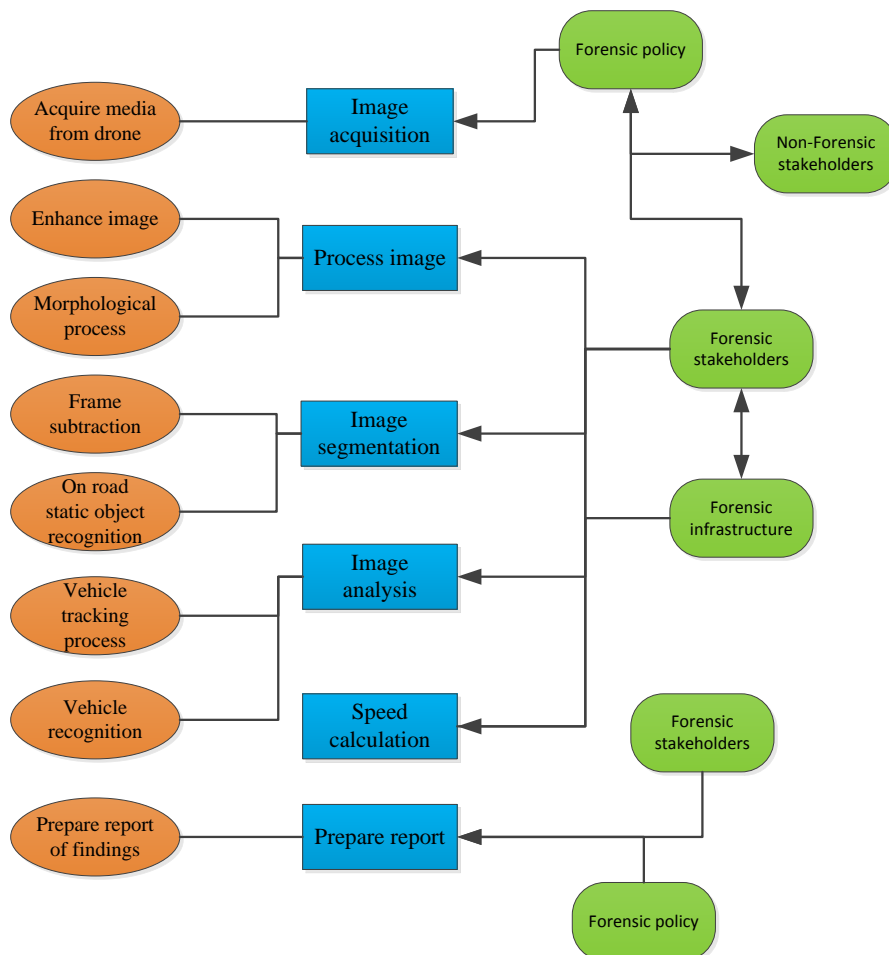 Forensic policy
Acquire media
from drone
Image
acquisition
Non-Forensic
stakeholders
Enhance image
Process image
Morphological
process
Forensic
stakeholders
Frame
subtraction
Image
segmentation
On road
static object
recognition
Forensic
infrastructure
Image
analysis
Vehicle
tracking
process
Vehicle
recognition
Speed
calculation
Forensic
stakeholders
Prepare report
of findings
Prepare report
Forensic policy